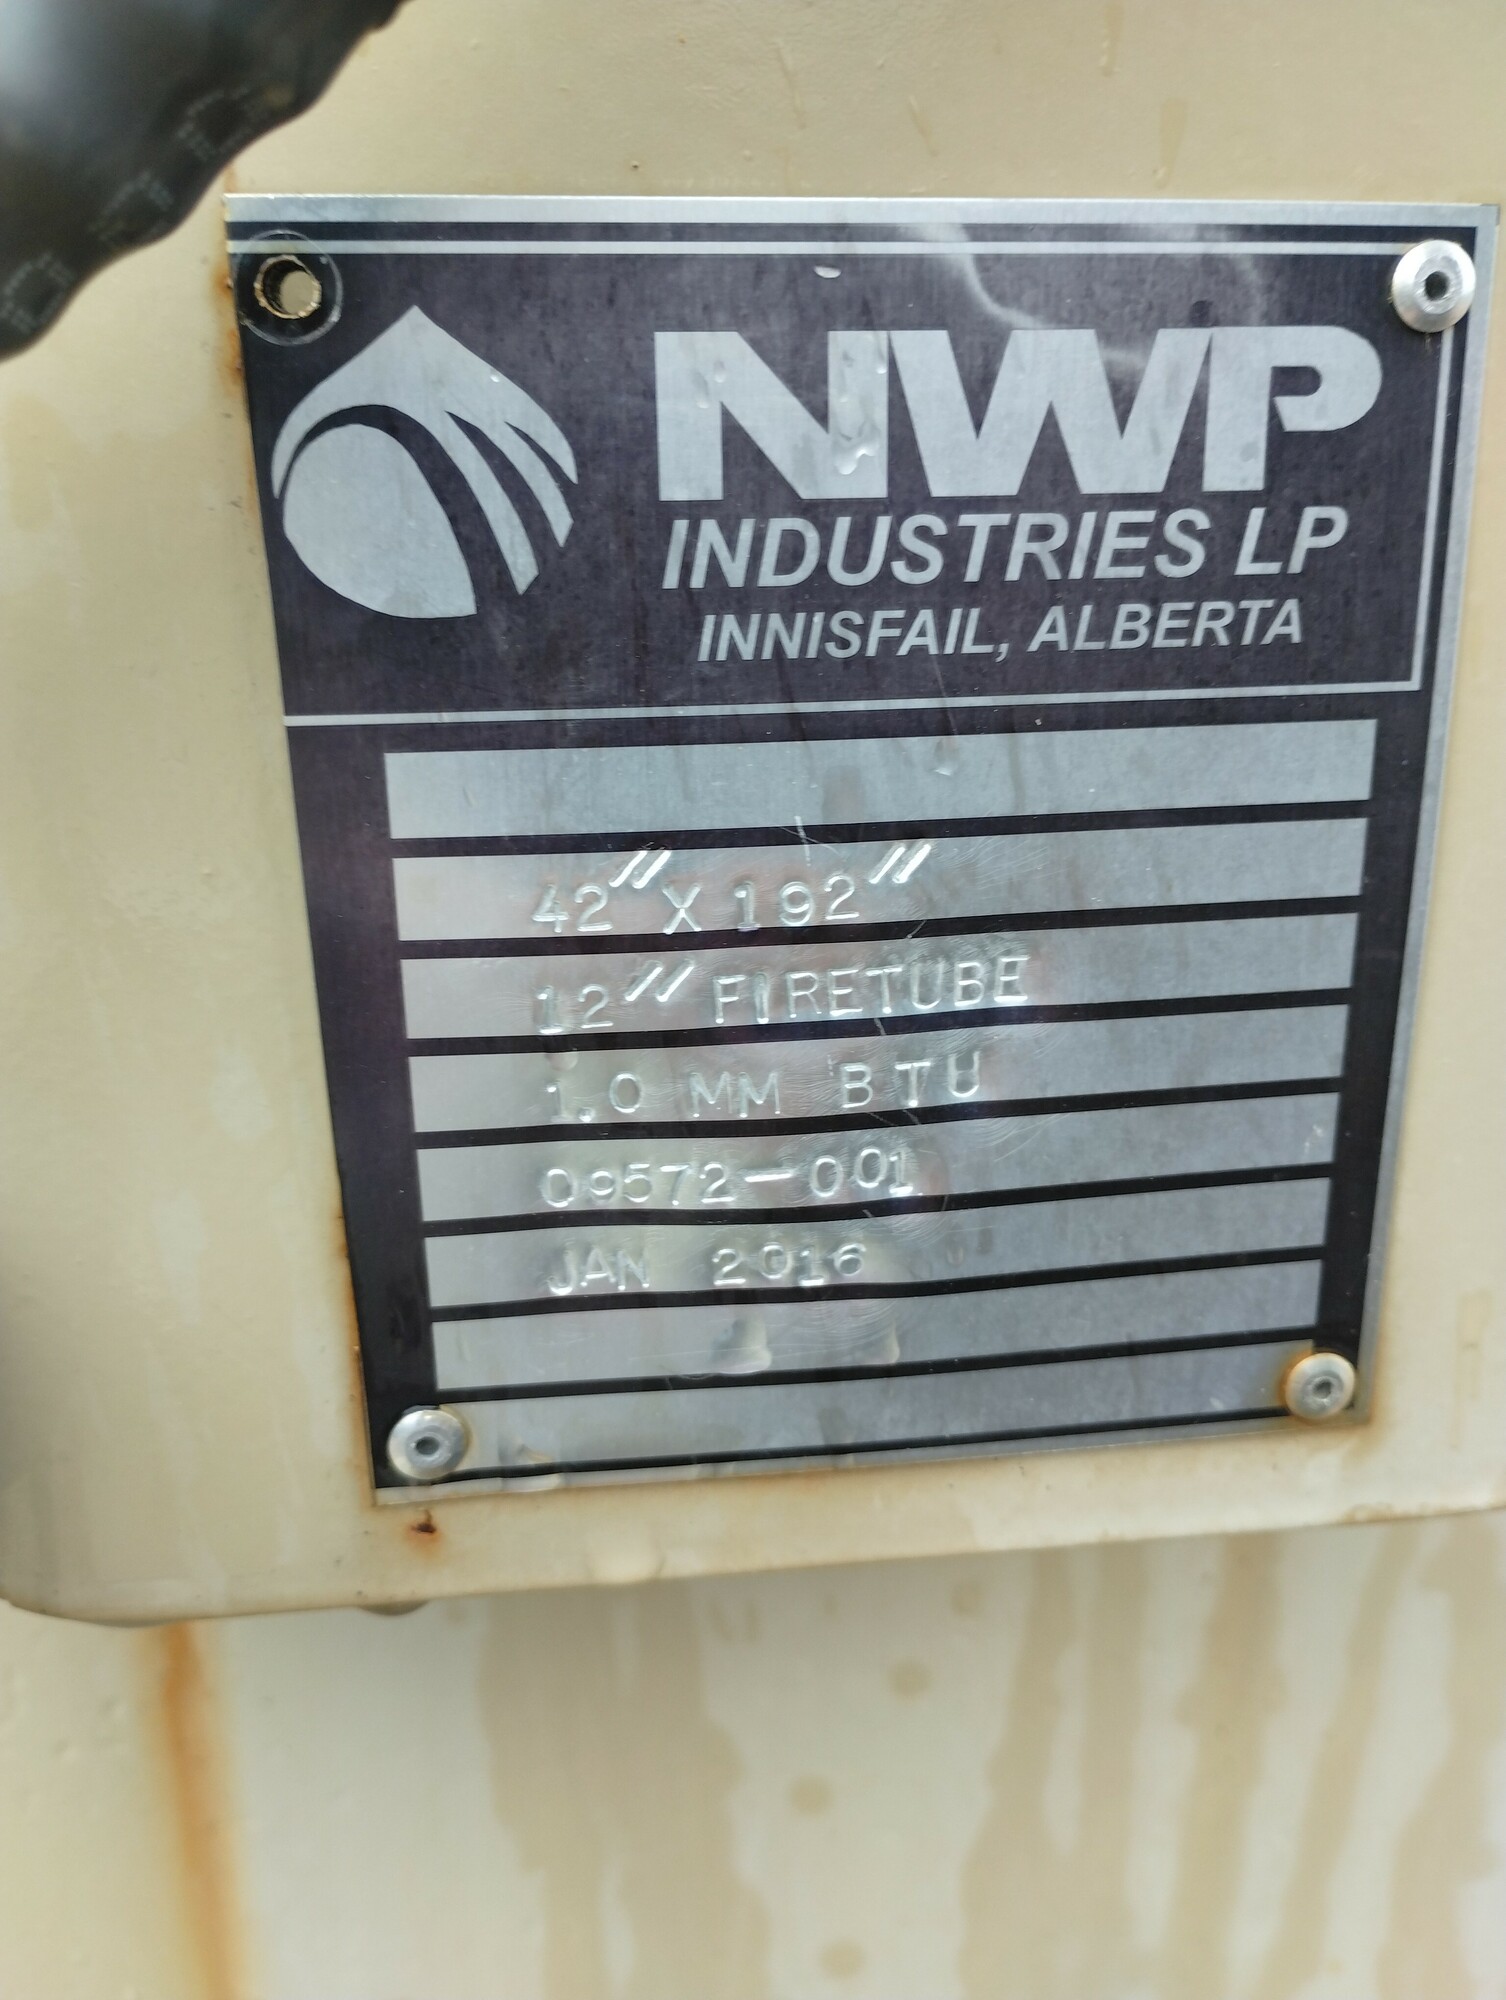 NWP
INDUSTRIES LP
INNISFAIL, ALBERTA
42" X 192"
12" FIRETUBE
1.0 MM BTU
09572-001
JAN 2016